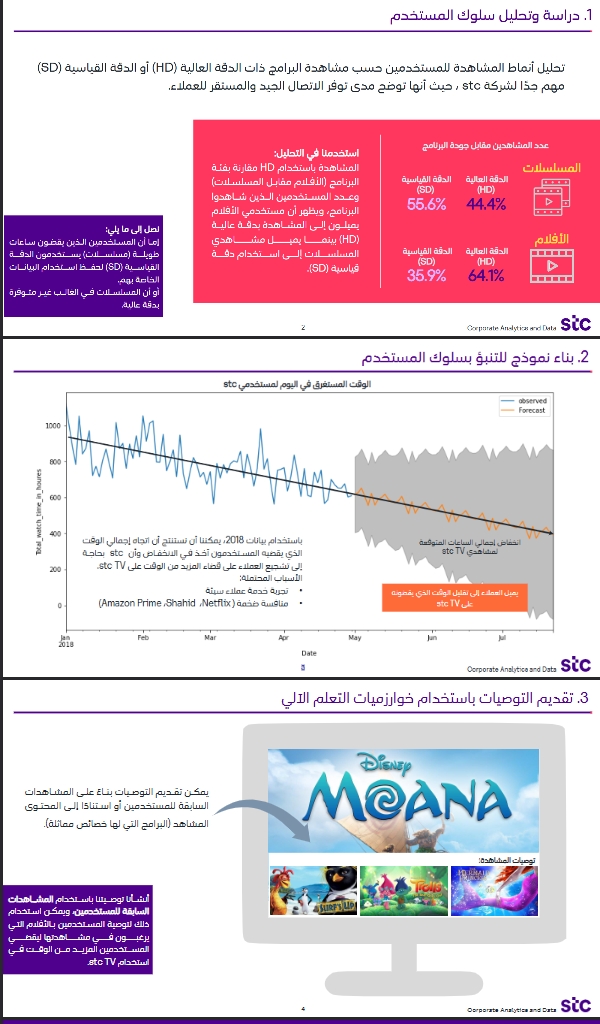 1. دراسة وتحليل سلوك المستخدم
تحليل أنماط المشاهدة للمستخدمين حسب مشاهدة البرامج ذات الدقة العالية (HD) أو الدقة القياسية (SD)
مهم جدًا لشركة stc ، حيث أنها توضح مدى توفر الاتصال الجيد والمستقر للعملاء.
عدد المشاهدين مقابل جودة البرنامج
المسلسلات
الدقة العالية (HD)
44.4%
الدقة القياسية (SD)
55.6%
الأفلام
الدقة العالية (HD)
64.1%
الدقة القياسية (SD)
35.9%
استخدمنا في التحليل:
المشاهدة باستخدام HD مقارنة بفئة
البرنامج (الأفلام مقابل المسلسلات)
وعدد المستخدمين الذين شاهدوا
البرنامج، ويظهر أن مستخدمي الأفلام
يميلون إلى المشاهدة بدقة عالية
(HD) بينما يميل مشاهدي
المسلسلات إلى استخدام دقة
قياسية (SD).
نصل إلى ما يلي:
إما أن المستخدمين الذين يقضون ساعات
طويلة (مسلسلات) يستخدمون الدقة
القياسية (SD) لحفظ استخدام البيانات
الخاصة بهم.
أو أن المسلسلات في الغالب غير متوفرة
بدقة عالية.
2
Corporate Analytics and Data stc
2. بناء نموذج للتنبؤ بسلوك المستخدم
الوقت المستغرق في اليوم لمستخدمي stc
observed
Forecast
Total_watch_time_in_houres
1000
800
600
400
200
0
باستخدام بيانات 2018، يمكننا أن نستنتج أن اتجاه إجمالي الوقت
الذي يقضيه المستخدمون آخذ في الانخفاض وأن stc بحاجة
إلى تشجيع العملاء على قضاء المزيد من الوقت على stc TV.
الأسباب المحتملة:
• تجربة خدمة عملاء سيئة
• منافسة ضخمة (Amazon Prime ،Shahid ،Netflix)
انخفاض إجمالي الساعات المتوقعة
لمشاهدي stc TV
يميل العملاء إلى تقليل الوقت الذي يقضونه
على stc TV
Jan Feb Mar Apr May Jun Jul
2018
Date
3
Corporate Analytics and Data stc
3. تقديم التوصيات باستخدام خوارزميات التعلم الآلي
يمكن تقديم التوصيات بناءً على المشاهدات
السابقة للمستخدمين أو استنادًا إلى المحتوى
المشاهد (البرامج التي لها خصائص مماثلة).
Disney
MOANA
توصيات المشاهدة:
SURF'S UP
Trolls
أنشأنا توصيتنا باستخدام المشاهدات
السابقة للمستخدمين، ويمكن استخدام
ذلك لتوصية المستخدمين بالأفلام التي
يرغبون في مشاهدتها ليقضي
المستخدمين المزيد من الوقت في
استخدام stc TV.
4
Corporate Analytics and Data stc